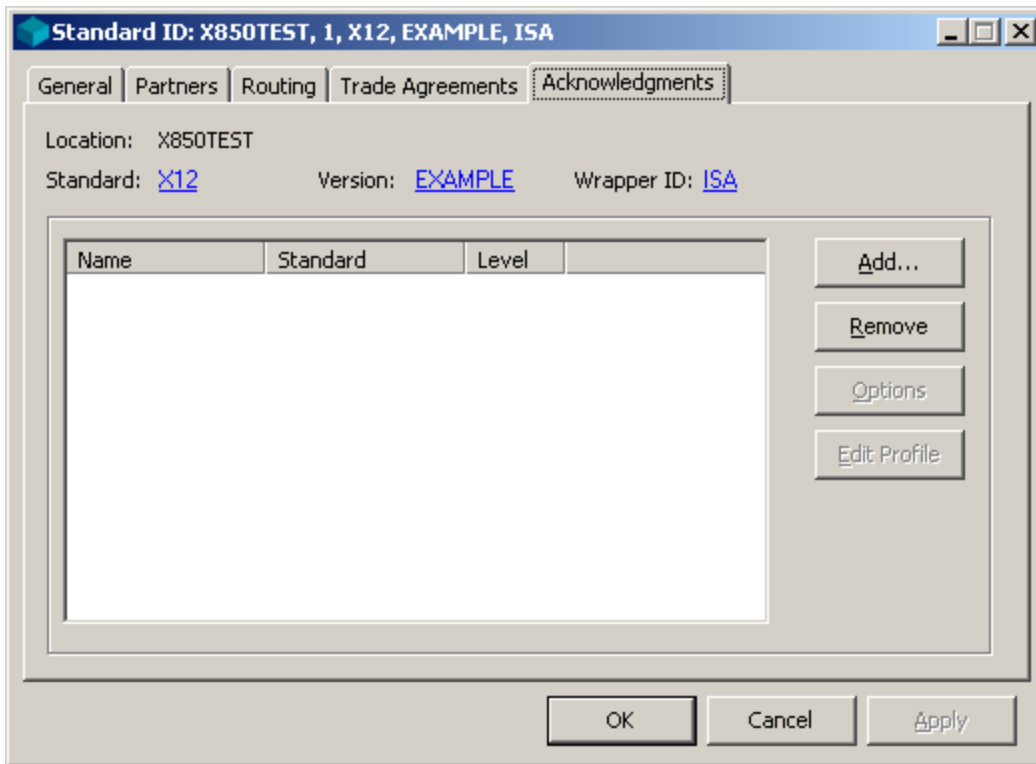 Standard ID: X850TEST, 1, X12, EXAMPLE, ISA
General Partners Routing Trade Agreements Acknowledgments
Location: X850TEST
Standard: X12 Version: EXAMPLE Wrapper ID: ISA
Name Standard Level
Add...
Remove
Options
Edit Profile
OK Cancel Apply